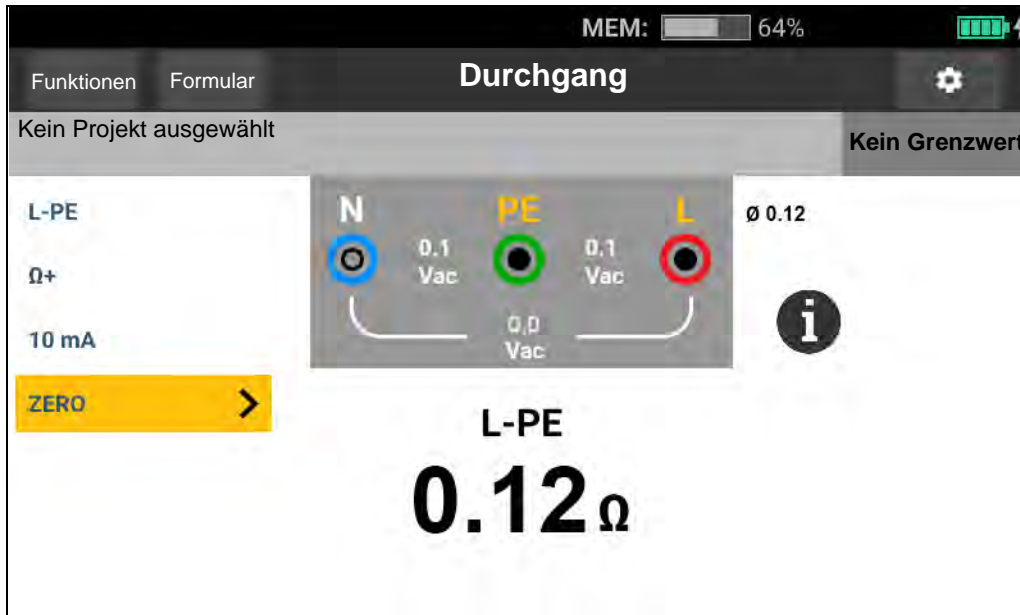 MEM: 64%
Funktionen Formular Durchgang
Kein Projekt ausgewählt
Kein Grenzwert
L-PE
Ω+
10 mA
ZERO
N PE L
0.1 Vac
0.1 Vac
0,0 Vac
Ø 0.12
i
L-PE
0.12 Ω